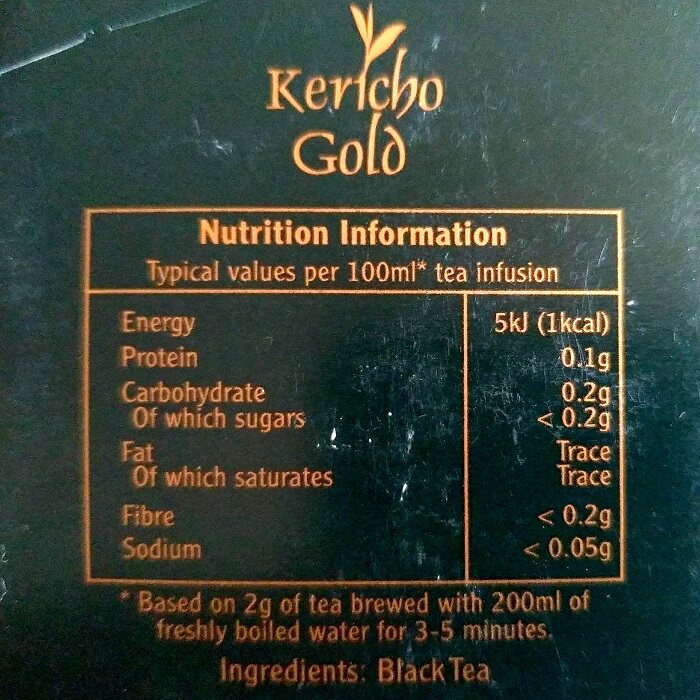 Kericho
Gold
Nutrition Information
Typical values per 100ml* tea infusion
Energy 5kJ (1kcal)
Protein 0.1g
Carbohydrate 0.2g
Of which sugars < 0.2g
Fat Trace
Of which saturates Trace
Fibre < 0.2g
Sodium < 0.05g
* Based on 2g of tea brewed with 200ml of
freshly boiled water for 3-5 minutes.
Ingredients: Black Tea